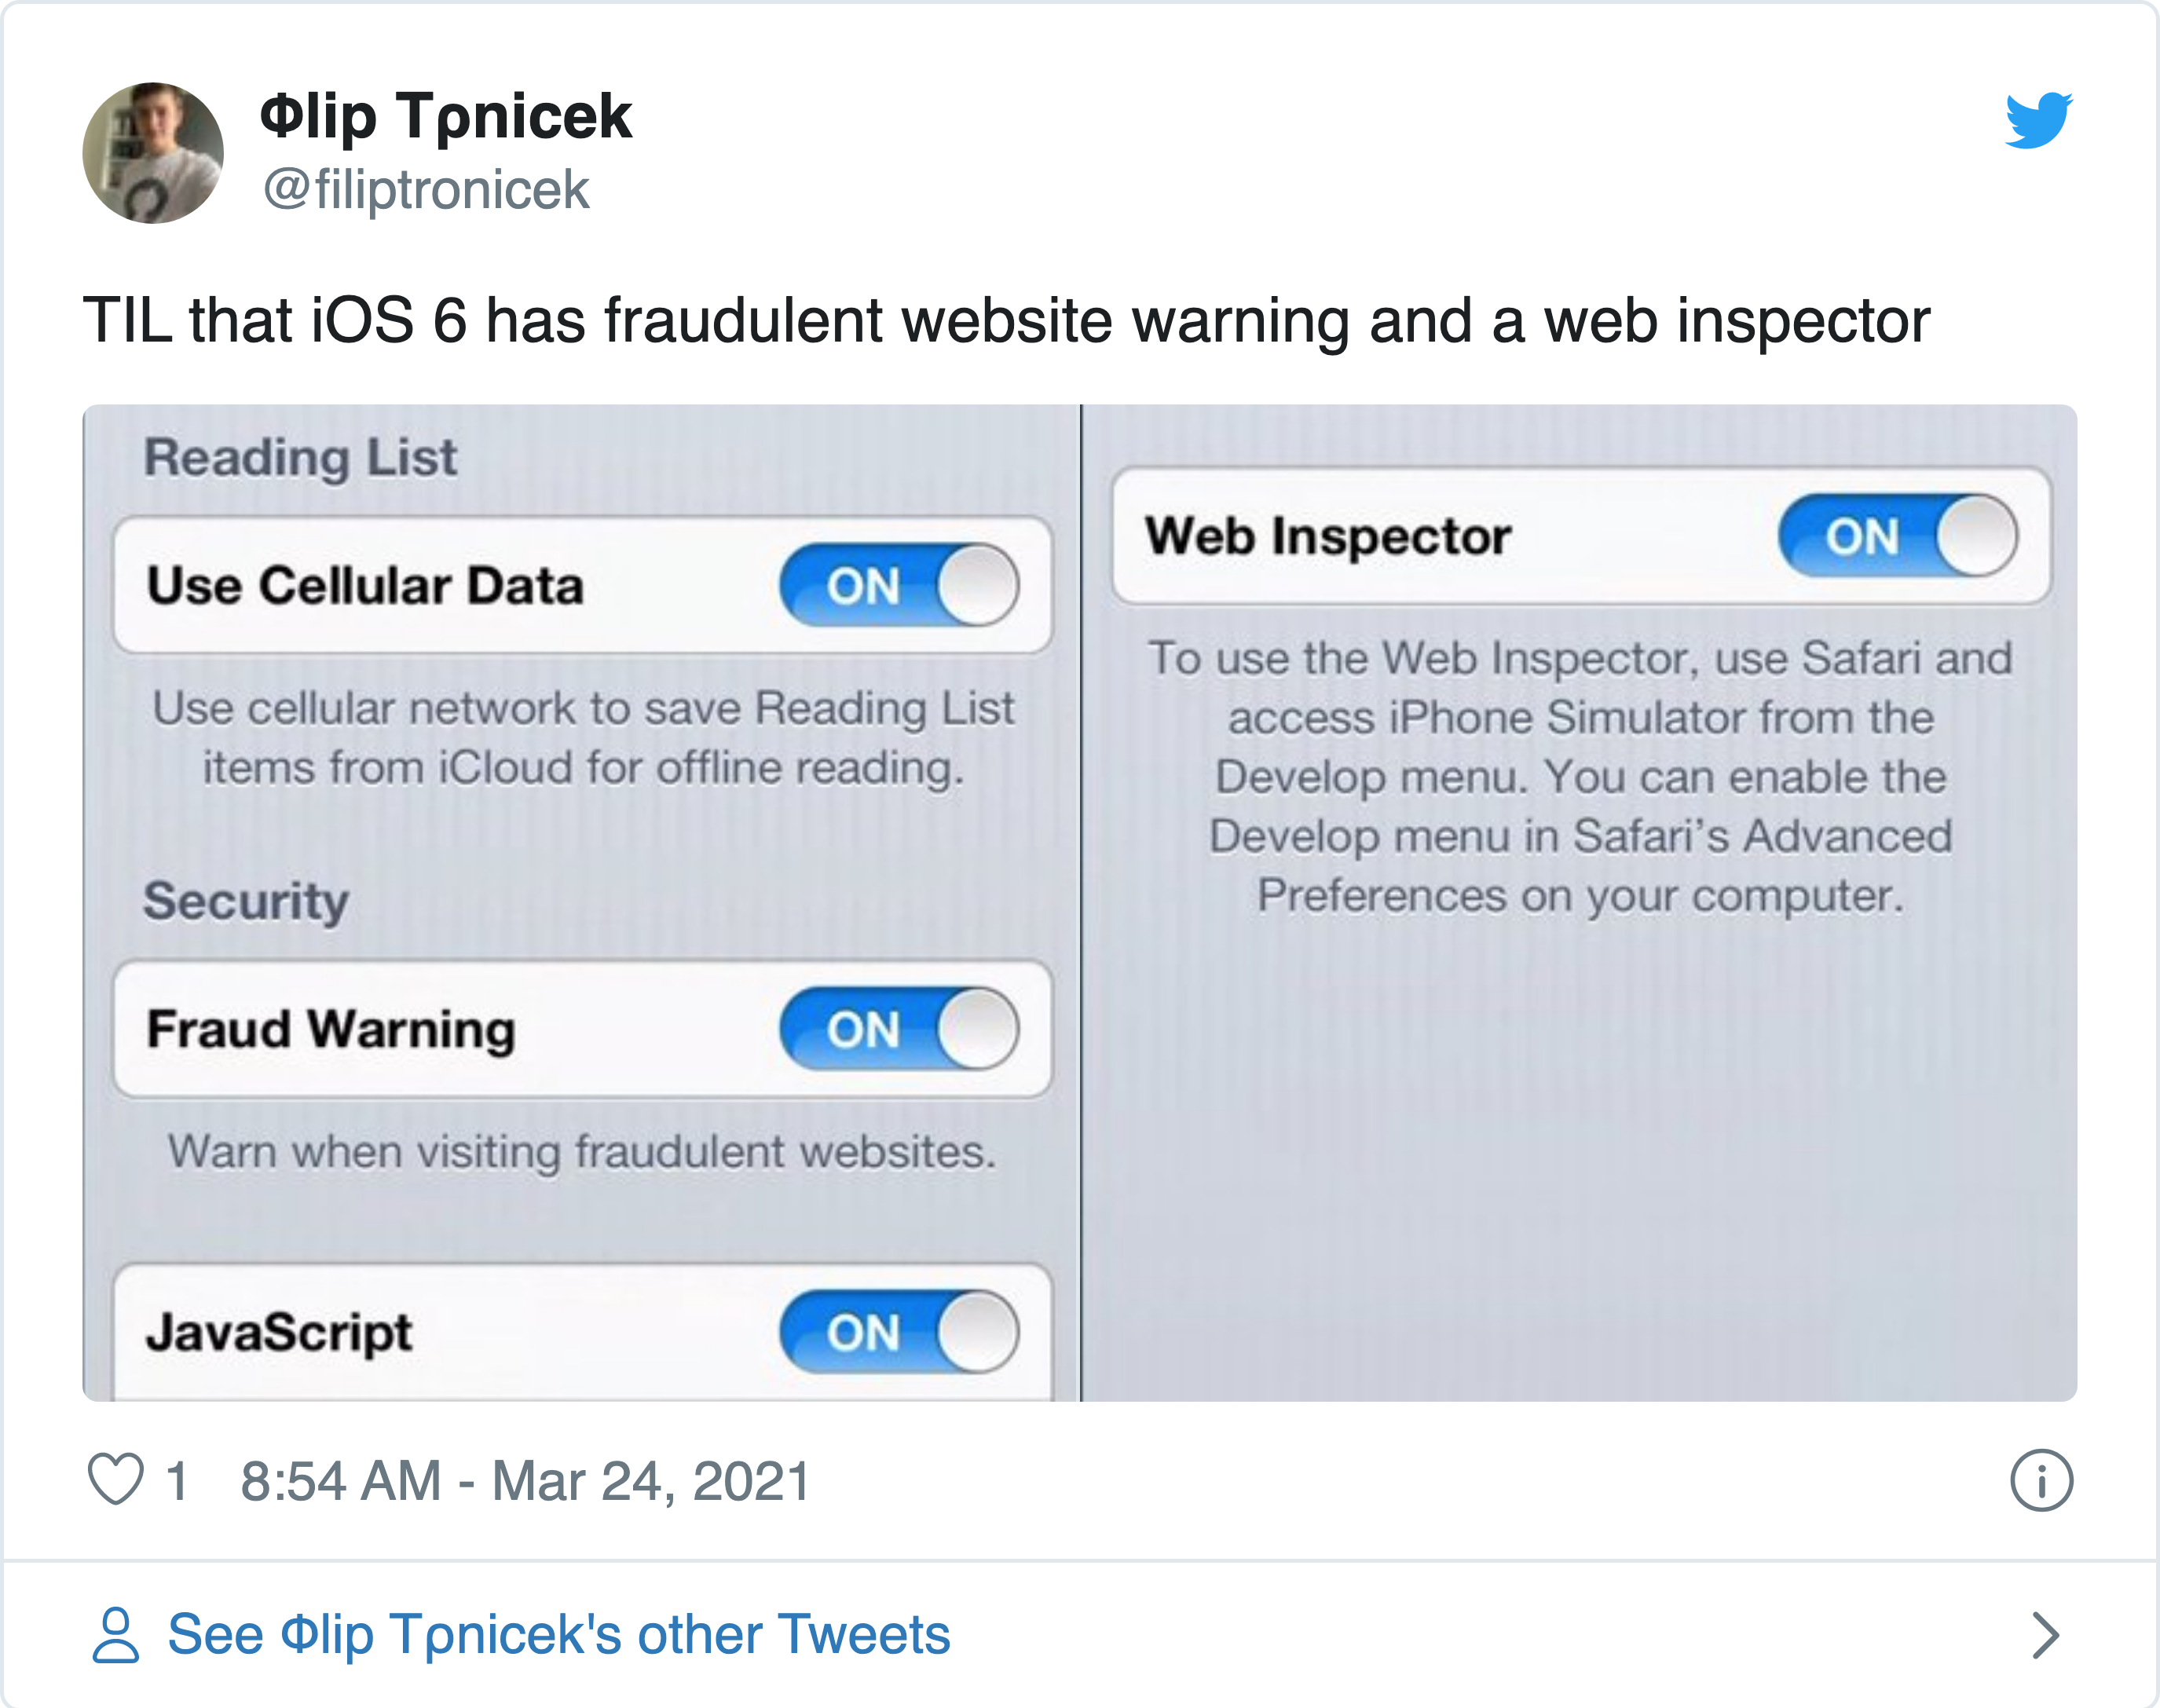 Φlip Tρnicek
@filiptronicek
TIL that iOS 6 has fraudulent website warning and a web inspector
Reading List
Use Cellular Data ON
Use cellular network to save Reading List
items from iCloud for offline reading.
Security
Fraud Warning ON
Warn when visiting fraudulent websites.
JavaScript ON
Web Inspector ON
To use the Web Inspector, use Safari and
access iPhone Simulator from the
Develop menu. You can enable the
Develop menu in Safari’s Advanced
Preferences on your computer.
1 8:54 AM - Mar 24, 2021
See Φlip Tρnicek's other Tweets